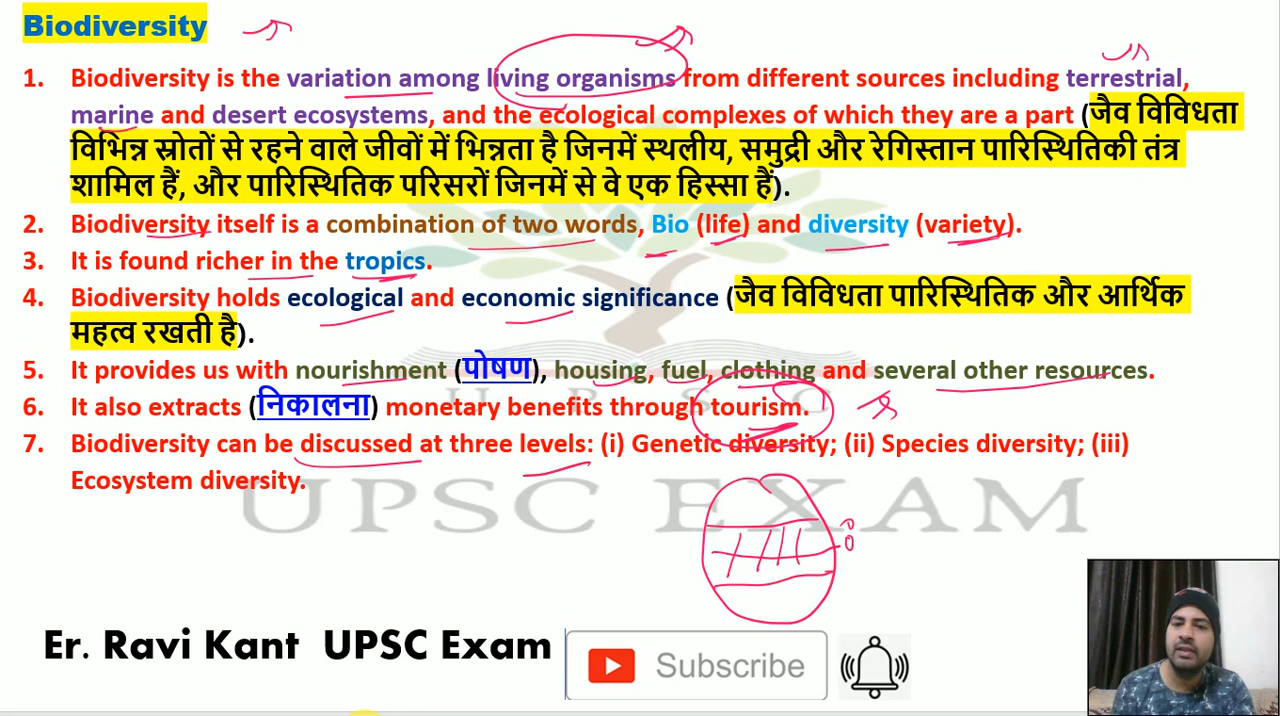 Biodiversity
1. Biodiversity is the variation among living organisms from different sources including terrestrial,
marine and desert ecosystems, and the ecological complexes of which they are a part (जैव विविधता
विभिन्न स्रोतों से रहने वाले जीवों में भिन्नता है जिनमें स्थलीय, समुद्री और रेगिस्तान पारिस्थितिकी तंत्र
शामिल हैं, और पारिस्थितिक परिसरों जिनमें से वे एक हिस्सा हैं).
2. Biodiversity itself is a combination of two words, Bio (life) and diversity (variety).
3. It is found richer in the tropics.
4. Biodiversity holds ecological and economic significance (जैव विविधता पारिस्थितिक और आर्थिक
महत्व रखती है).
5. It provides us with nourishment (पोषण), housing, fuel, clothing and several other resources.
6. It also extracts (निकालना) monetary benefits through tourism.
7. Biodiversity can be discussed at three levels: (i) Genetic diversity; (ii) Species diversity; (iii)
Ecosystem diversity.
UPSC
UPSC EXAM
Er. Ravi Kant UPSC Exam
Subscribe